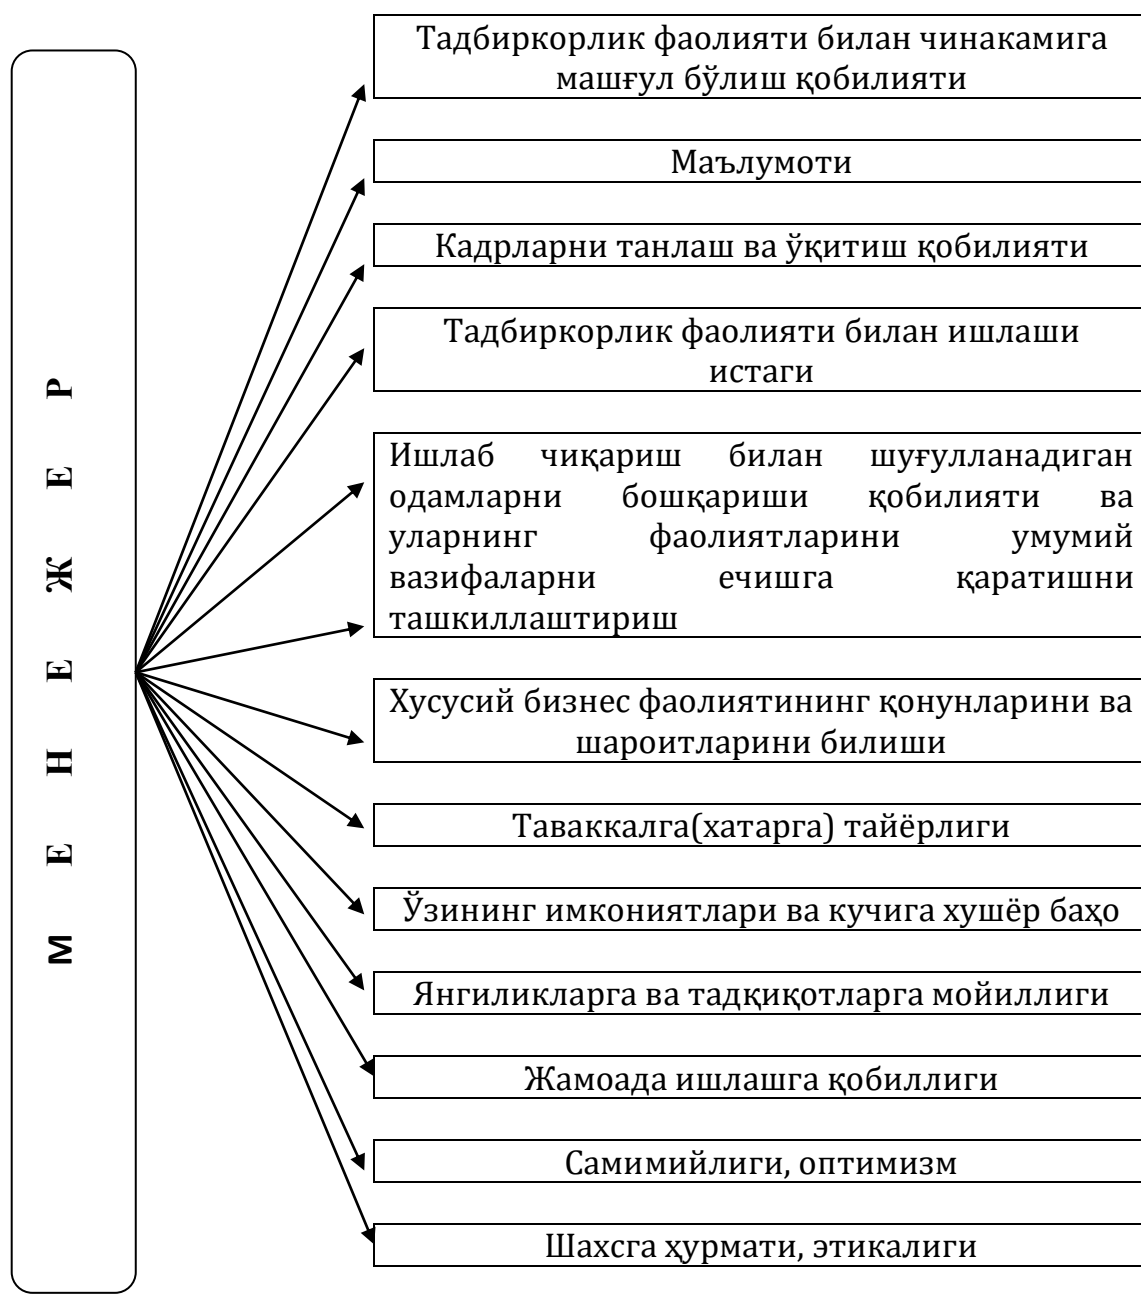 М Е Н Е Ж Е Р
Тадбиркорлик фаолияти билан чинакамига
машғул бўлиш қобилияти
Маълумоти
Кадрларни танлаш ва ўқитиш қобилияти
Тадбиркорлик фаолияти билан ишлаши
истаги
Ишлаб чиқариш билан шуғулланадиган
одамларни бошқариши қобилияти ва
уларнинг фаолиятларини умумий
вазифаларни ечишга қаратишни
ташкиллаштириш
Хусусий бизнес фаолиятининг қонунларини ва
шароитларини билиши
Таваккалга(хатарга) тайёрлиги
Ўзининг имкониятлари ва кучига хушёр баҳо
Янгиликларга ва тадқиқотларга мойиллиги
Жамоада ишлашга қобиллиги
Самимийлиги, оптимизм
Шахсга ҳурмати, этикалиги